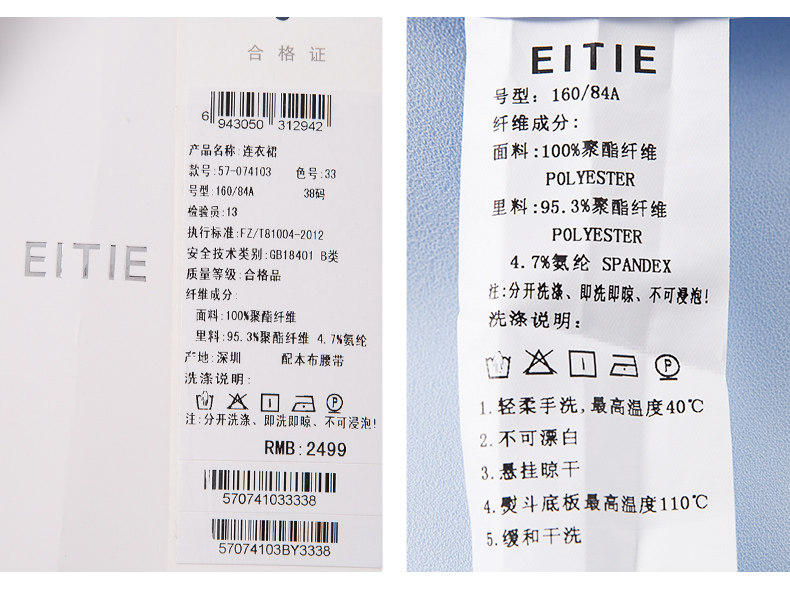 合格证
6 943050 312942
产品名称:连衣裙
款号:57-074103 色号:33
号型:160/84A 38码
检验员:13
执行标准:FZ/T81004-2012
安全技术类别:GB18401 B类
质量等级:合格品
纤维成分:
面料:100%聚酯纤维
里料:95.3%聚酯纤维 4.7%氨纶
产地:深圳 配本布腰带
洗涤说明:
P
注:分开洗涤、即洗即晾、不可浸泡!
RMB:2499
570741033338
57074103BY3338
EITIE
EITIE
号型: 160/84A
纤维成分:
面料:100%聚酯纤维
POLYESTER
里料:95.3%聚酯纤维
POLYESTER
4.7%氨纶 SPANDEX
注:分开洗涤、即洗即晾、不可浸泡!
洗涤说明:
P
1.轻柔手洗,最高温度40℃
2.不可漂白
3.悬挂晾干
4.熨斗底板最高温度110℃
5.缓和干洗